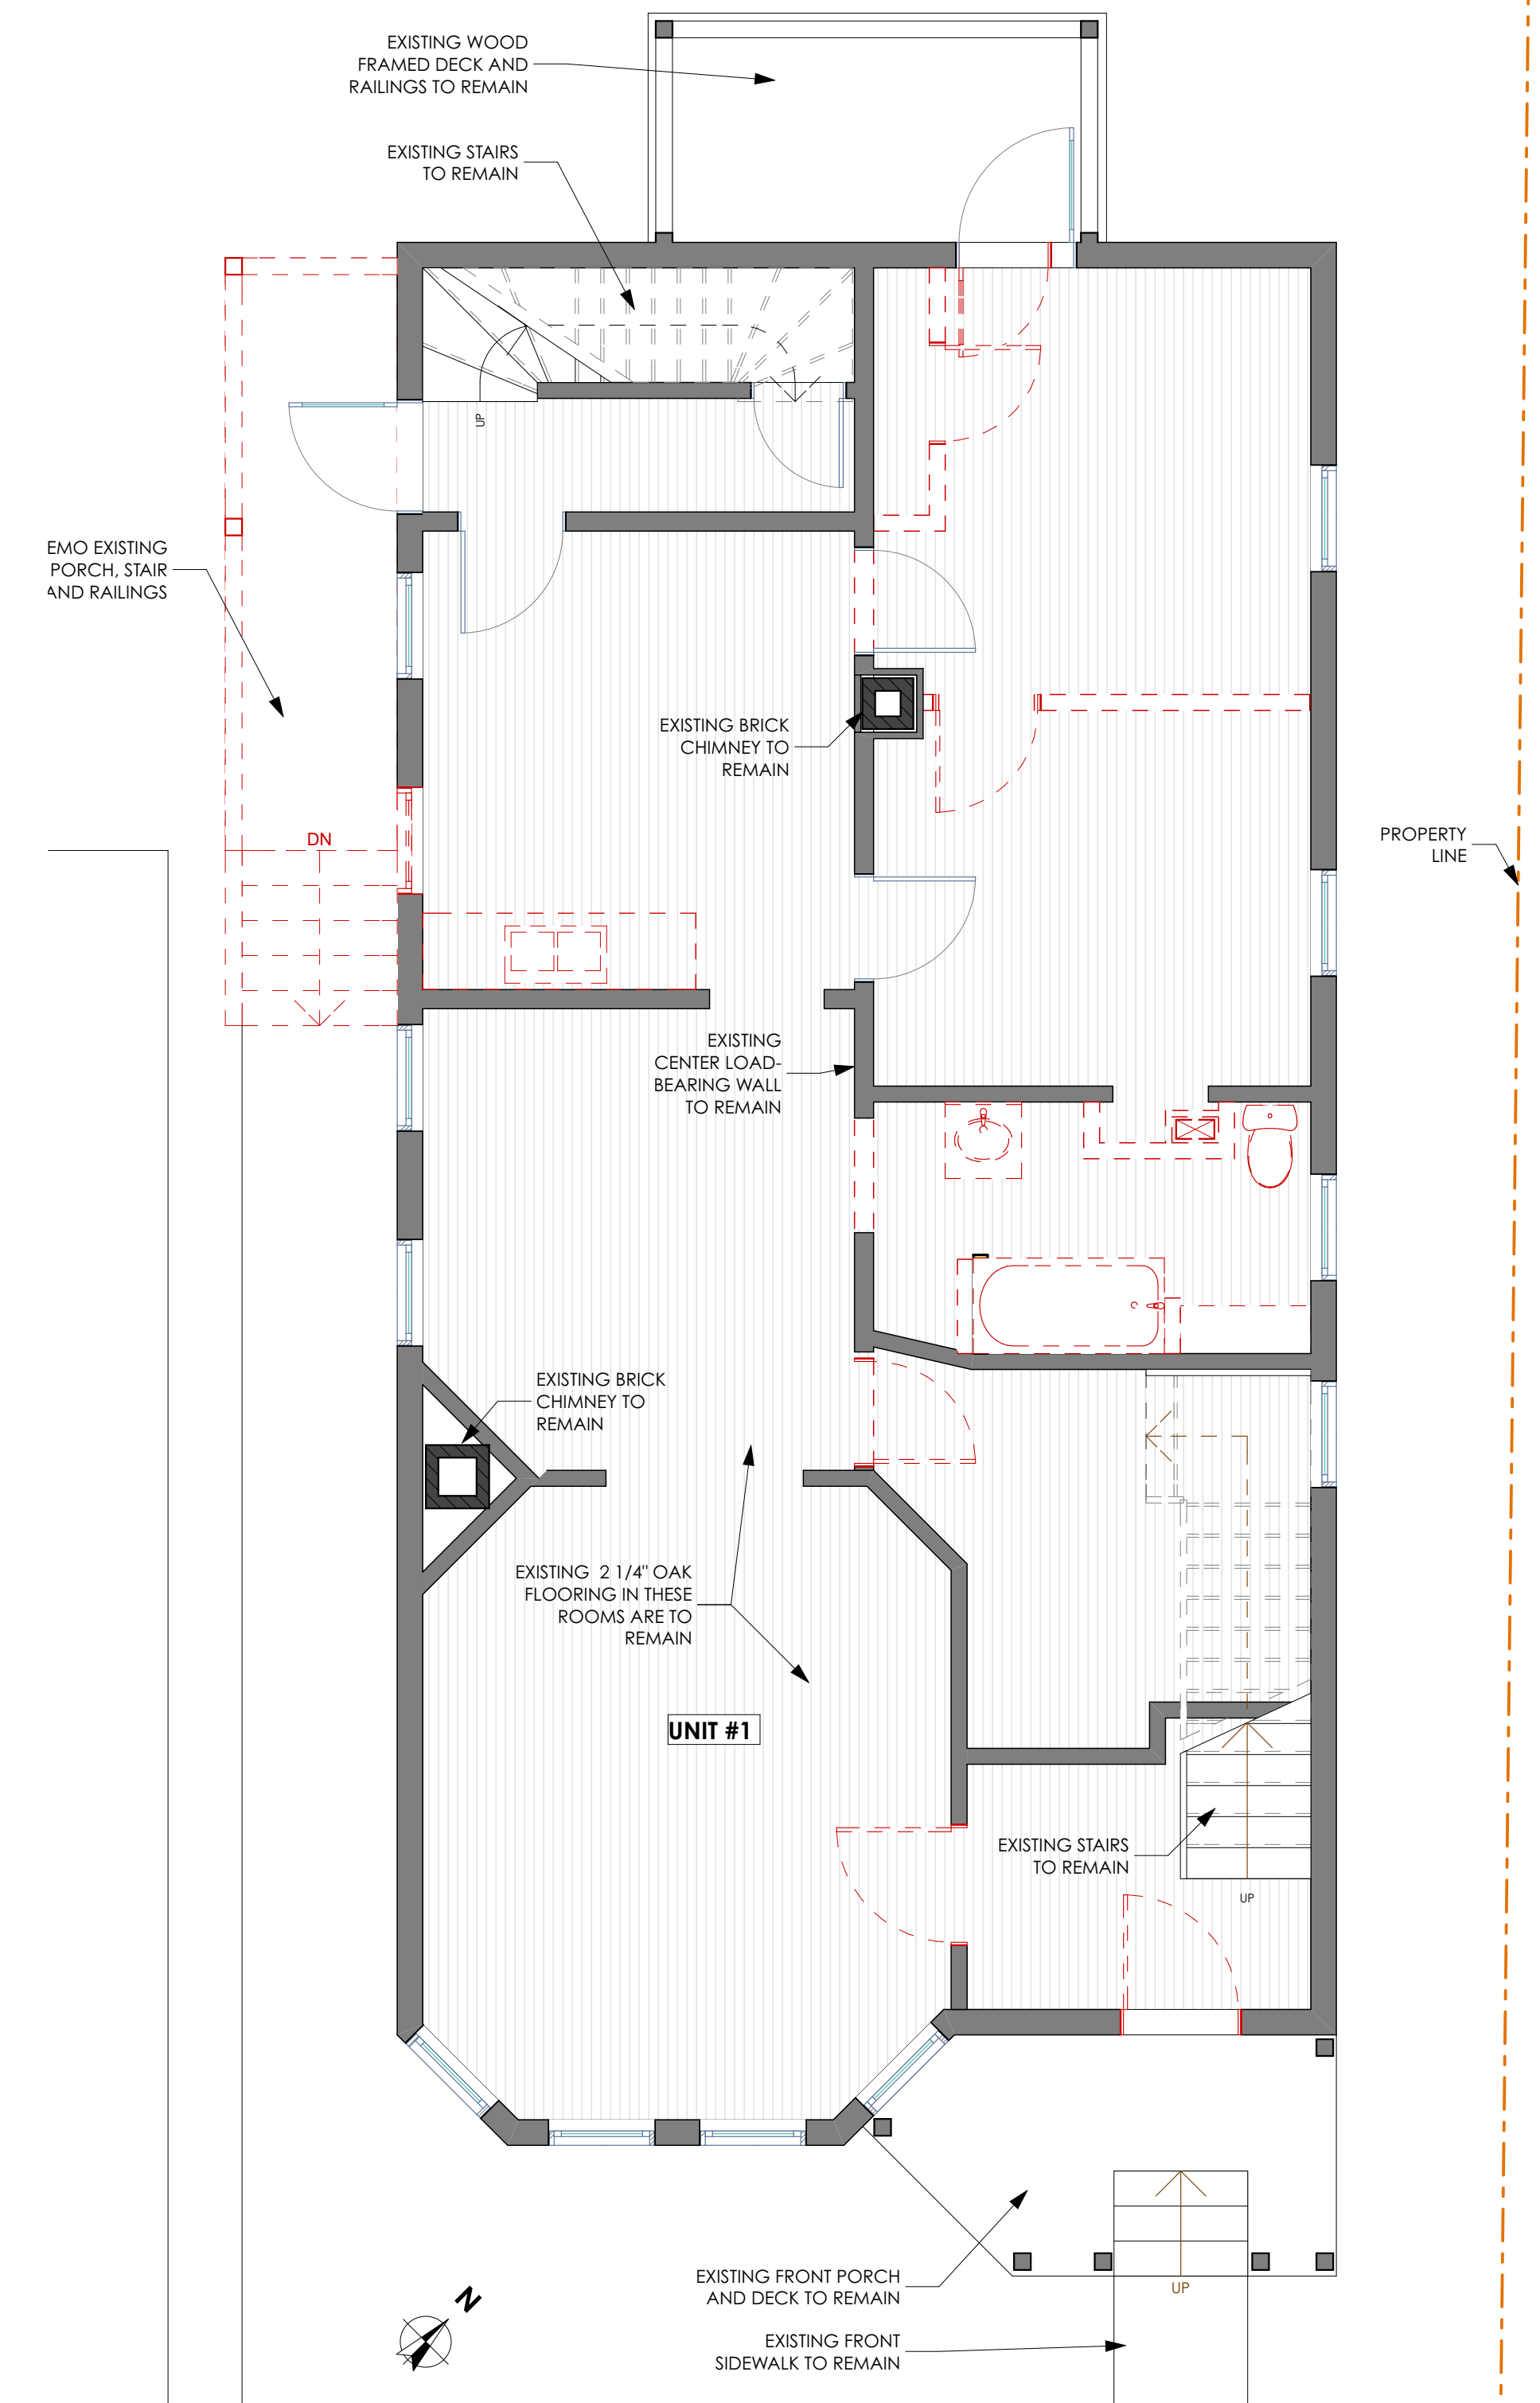 EXISTING WOOD
FRAMED DECK AND
RAILINGS TO REMAIN
EXISTING STAIRS
TO REMAIN
UP
EMO EXISTING
PORCH, STAIR
AND RAILINGS
EXISTING BRICK
CHIMNEY TO
REMAIN
DN
PROPERTY
LINE
EXISTING
CENTER LOAD-
BEARING WALL
TO REMAIN
EXISTING BRICK
CHIMNEY TO
REMAIN
EXISTING 2 1/4" OAK
FLOORING IN THESE
ROOMS ARE TO
REMAIN
UNIT #1
EXISTING STAIRS
TO REMAIN
UP
EXISTING FRONT PORCH
AND DECK TO REMAIN
UP
N
EXISTING FRONT
SIDEWALK TO REMAIN